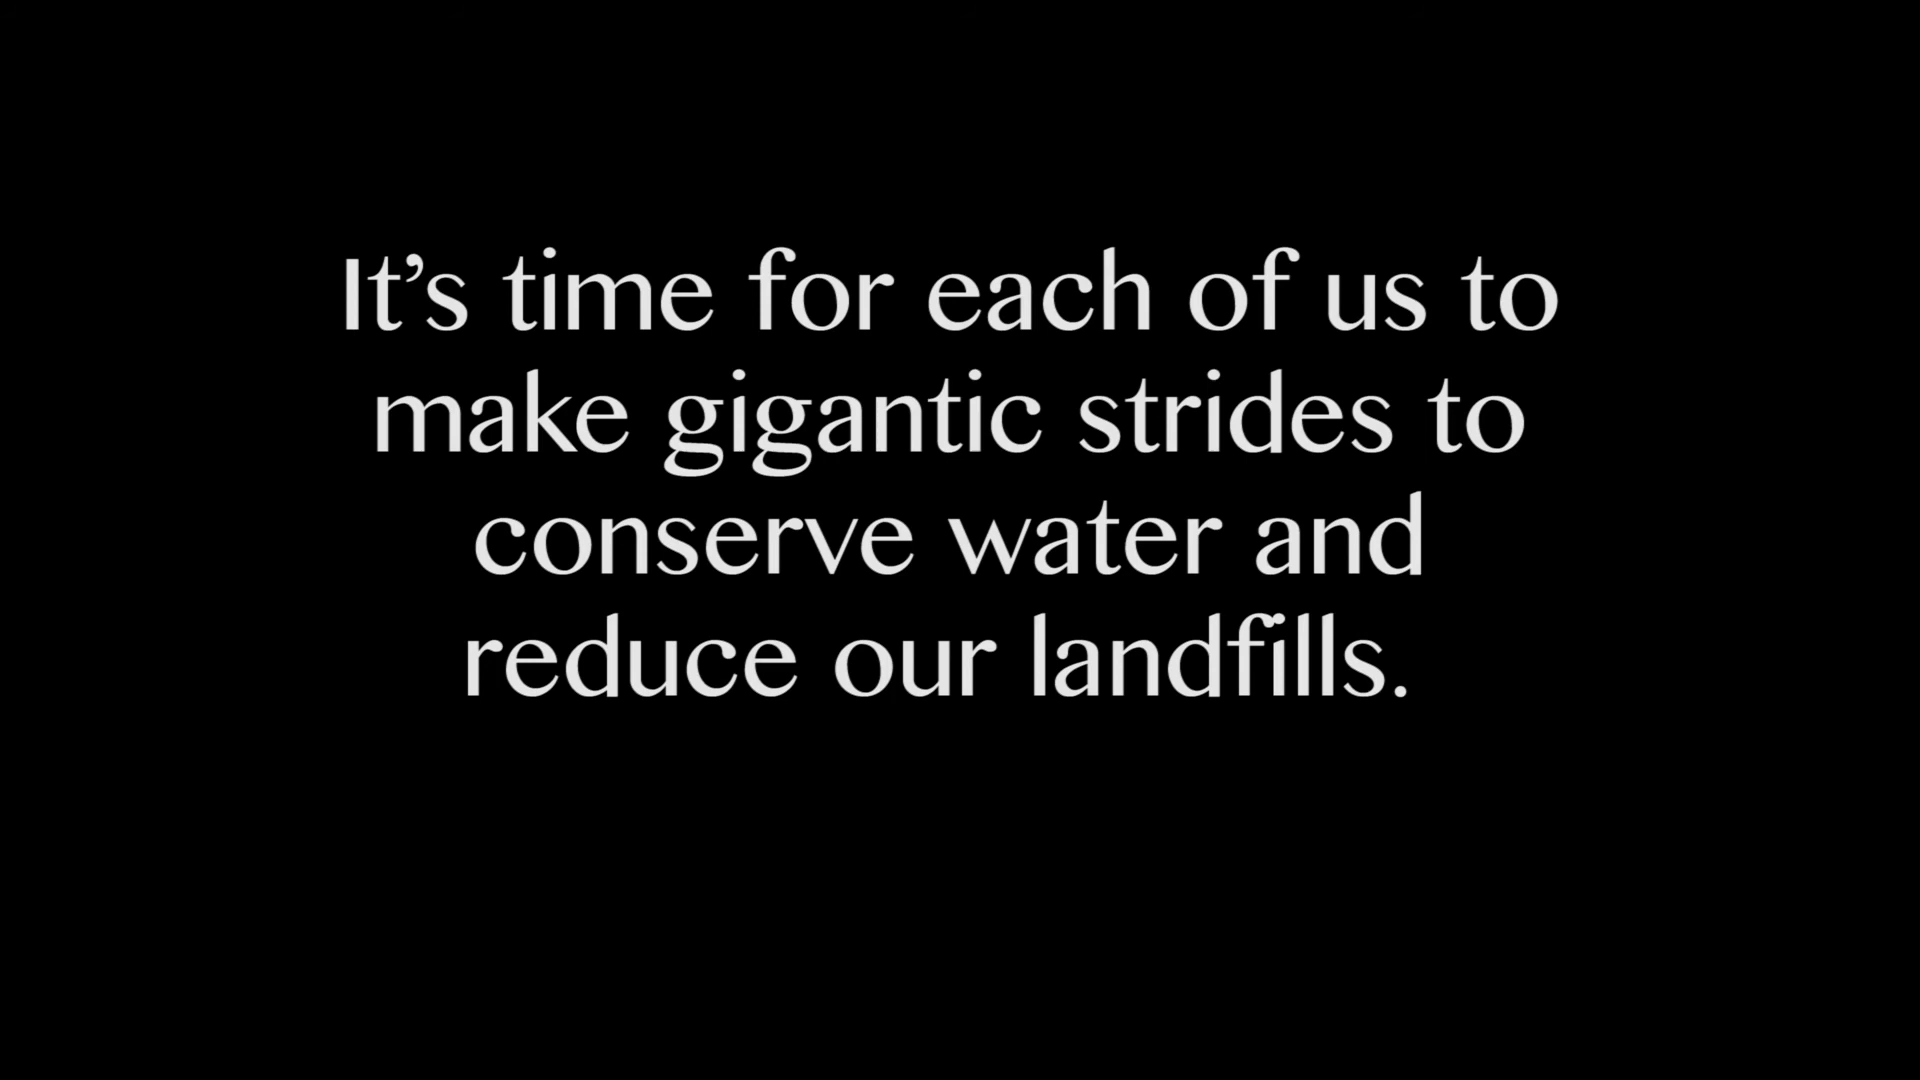 It’s time for each of us to
make gigantic strides to
conserve water and
reduce our landfills.